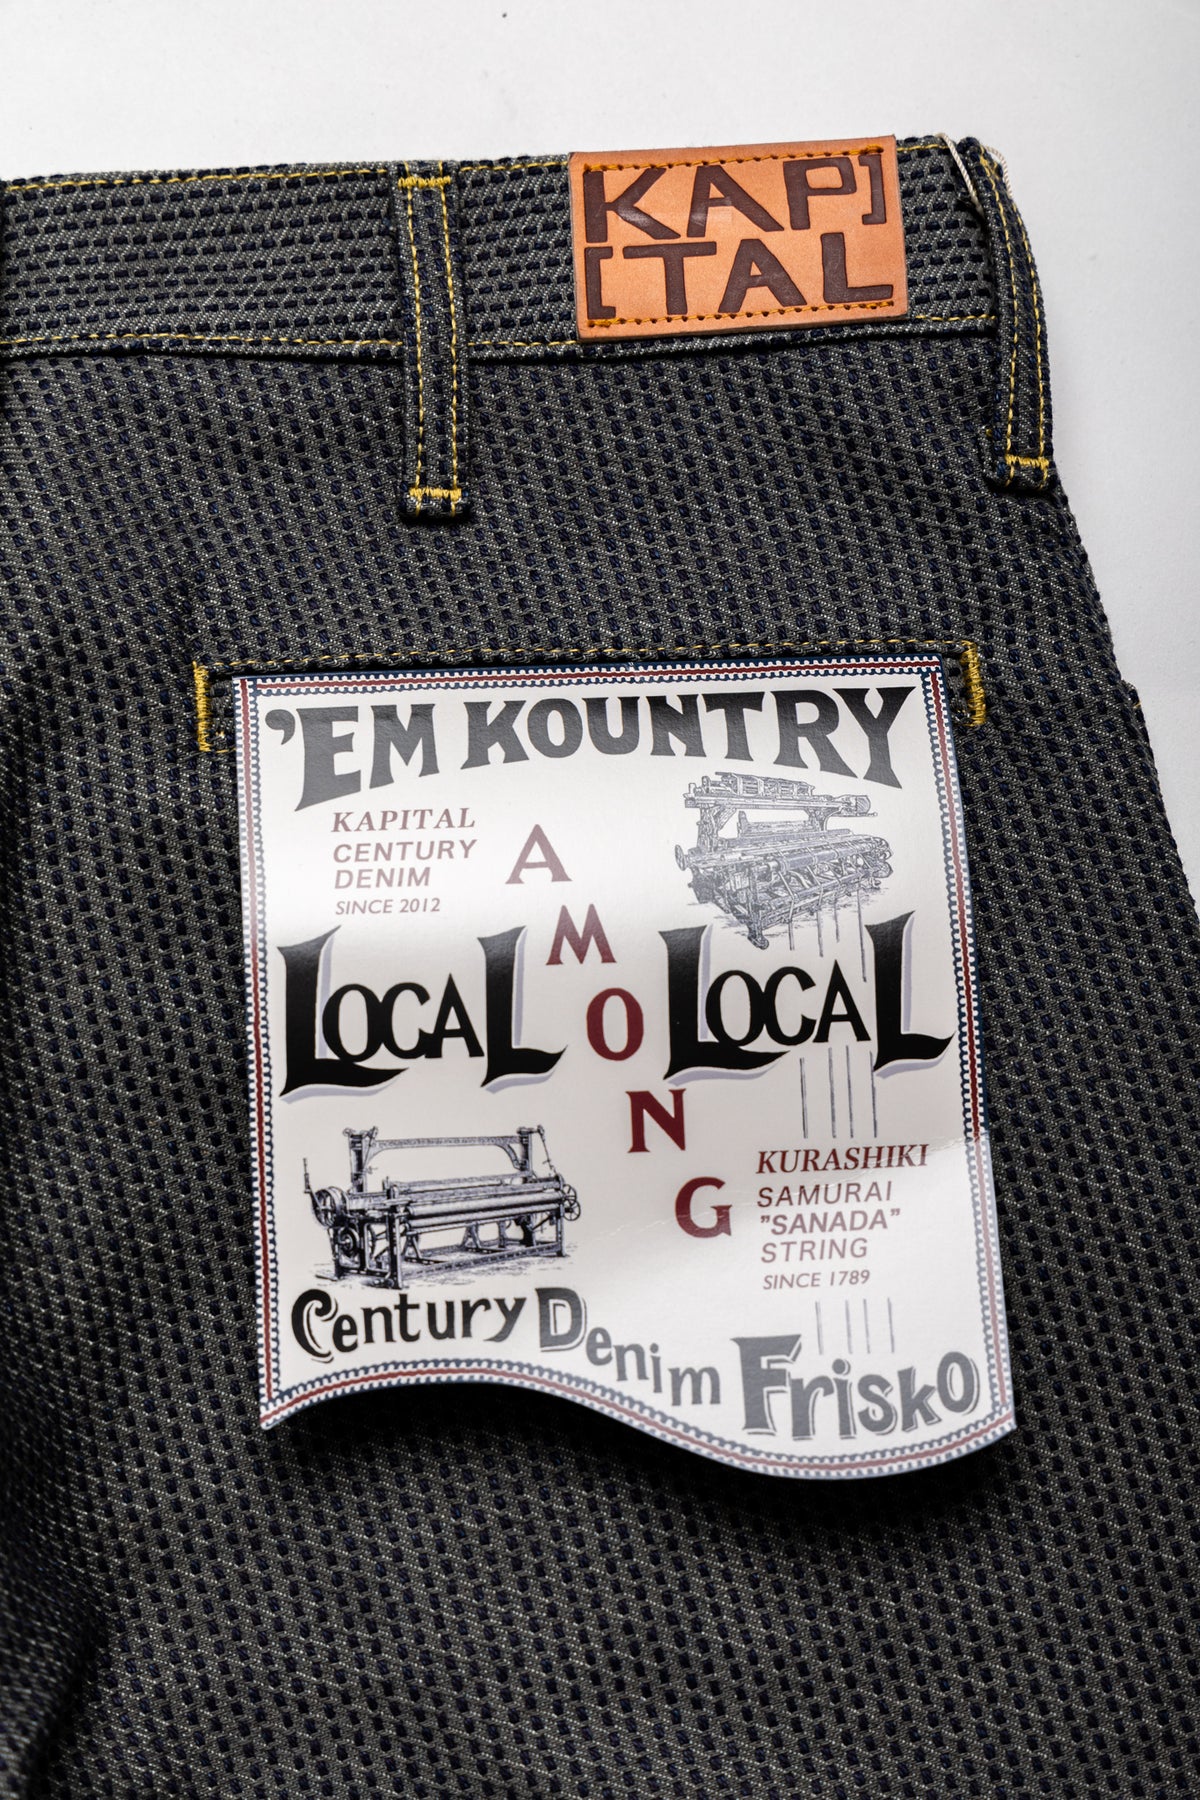 KAP]
[TAL
'EM KOUNTRY
KAPITAL
CENTURY
DENIM
SINCE 2012
AMONG
LOCAL LOCAL
KURASHIKI
SAMURAI
"SANADA"
STRING
SINCE 1789
Century Denim Frisko